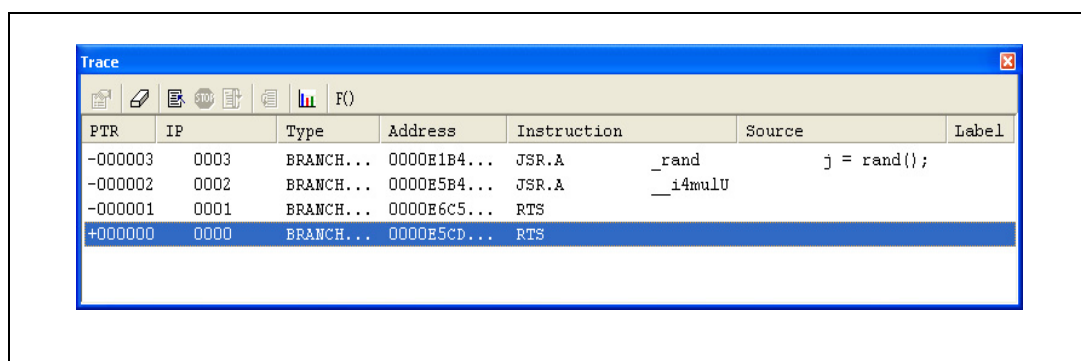 Trace
STOP F()
PTR IP Type Address Instruction Source Label
-000003 0003 BRANCH... 0000E1B4... JSR.A _rand j = rand();
-000002 0002 BRANCH... 0000E5B4... JSR.A __i4mulU
-000001 0001 BRANCH... 0000E6C5... RTS
+000000 0000 BRANCH... 0000E5CD... RTS